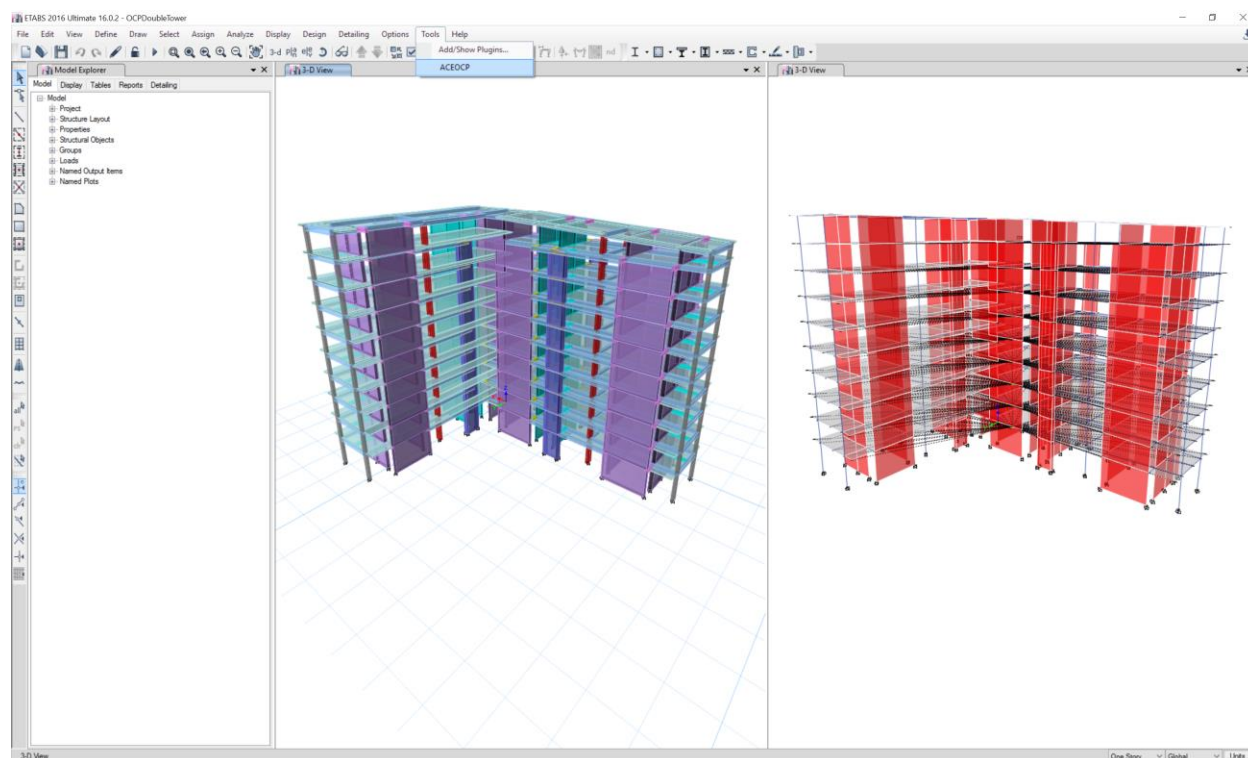 ETABS 2016 Ultimate 16.0.2 - OCPDoubleTower
File Edit View Define Draw Select Assign Analyze Display Design Detailing Options Tools Help
3-d
Add/Show Plugins...
ACEOCP
nd
Model Explorer
3-D View
3-D View
Model Display Tables Reports Detailing
Model
Project
Structure Layout
Properties
Structural Objects
Groups
Loads
Named Output Items
Named Plots
3-D View
One Story Global Units